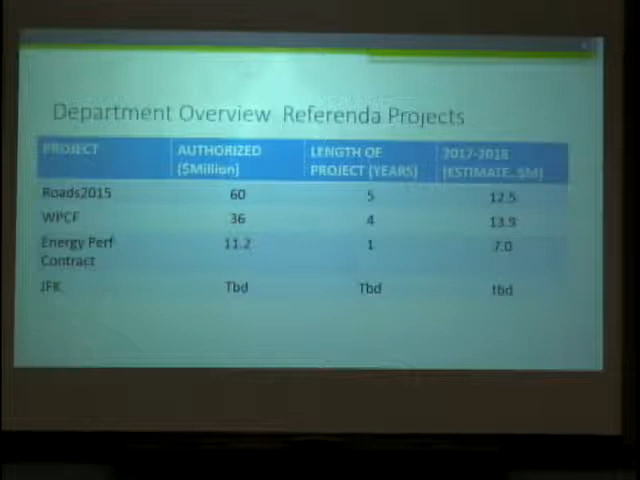 Department Overview Referenda Projects
PROJECT AUTHORIZED ($Million) LENGTH OF PROJECT (YEARS) 2017-2018 (ESTIMATE..$M)
Roads2015 60 5 12.5
WPCF 36 4 13.9
Energy Perf Contract 11.2 1 7.0
JFK Tbd Tbd tbd